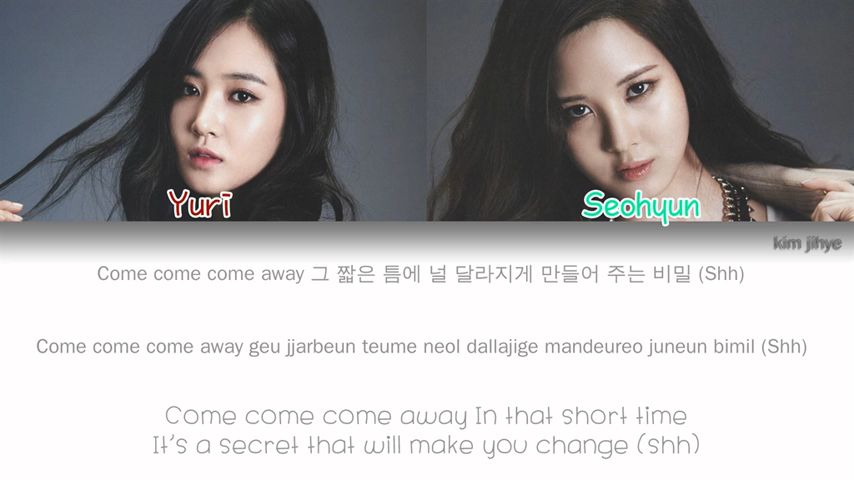 Yurī
Seohyun
kim jihye
Come come come away 그 짧은 틈에 널 달라지게 만들어 주는 비밀 (Shh)
Come come come away geu jjarbeun teume neol dallajige mandeureo juneun bimil (Shh)
Come come come away In that short time
It's a secret that will make you change (shh)